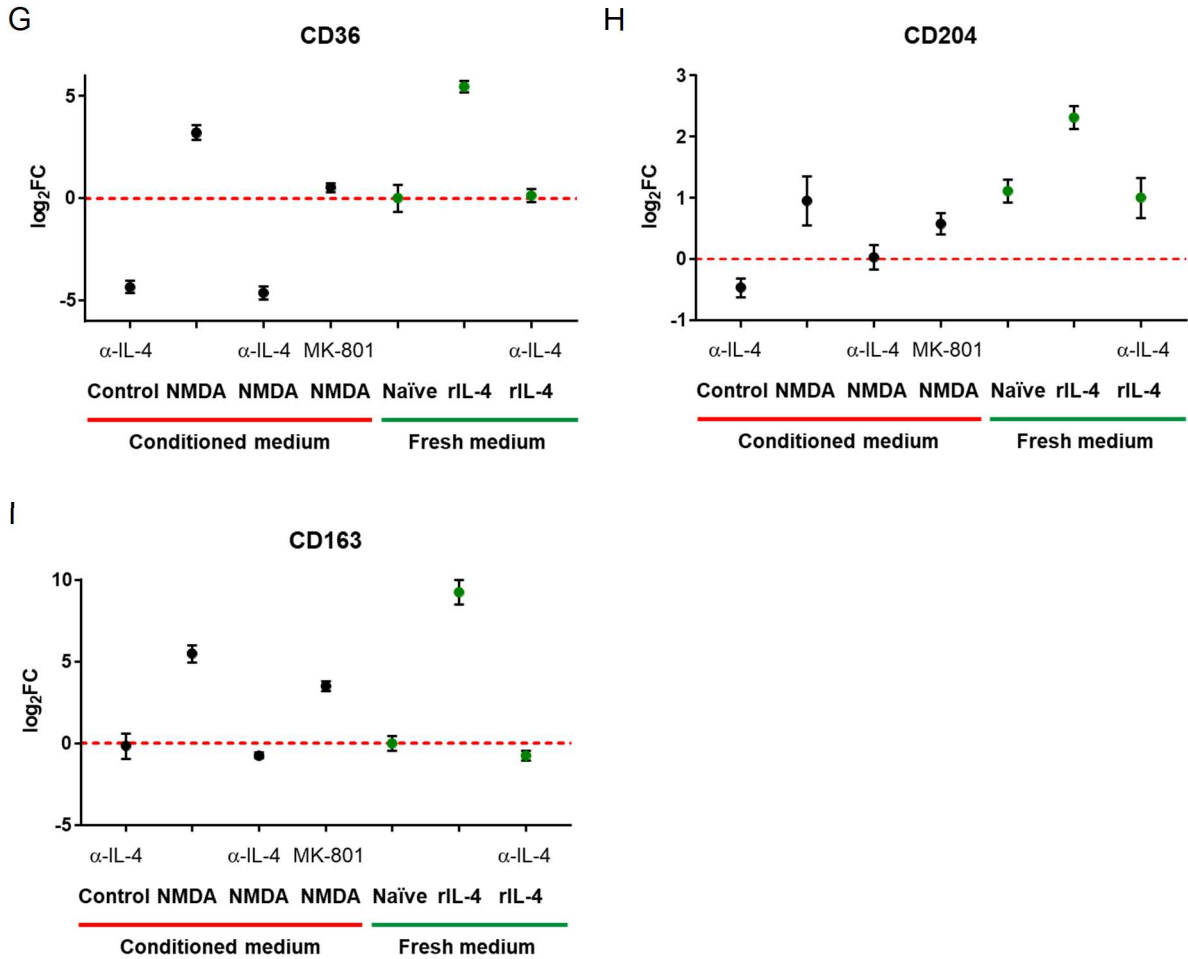 G
CD36
5
0
-5
log₂FC
α-IL-4 α-IL-4 MK-801 α-IL-4
Control NMDA NMDA NMDA Naïve rIL-4 rIL-4
Conditioned medium Fresh medium
H
CD204
3
2
1
0
-1
log₂FC
α-IL-4 α-IL-4 MK-801 α-IL-4
Control NMDA NMDA NMDA Naïve rIL-4 rIL-4
Conditioned medium Fresh medium
I
CD163
10
5
0
-5
log₂FC
α-IL-4 α-IL-4 MK-801 α-IL-4
Control NMDA NMDA NMDA Naïve rIL-4 rIL-4
Conditioned medium Fresh medium